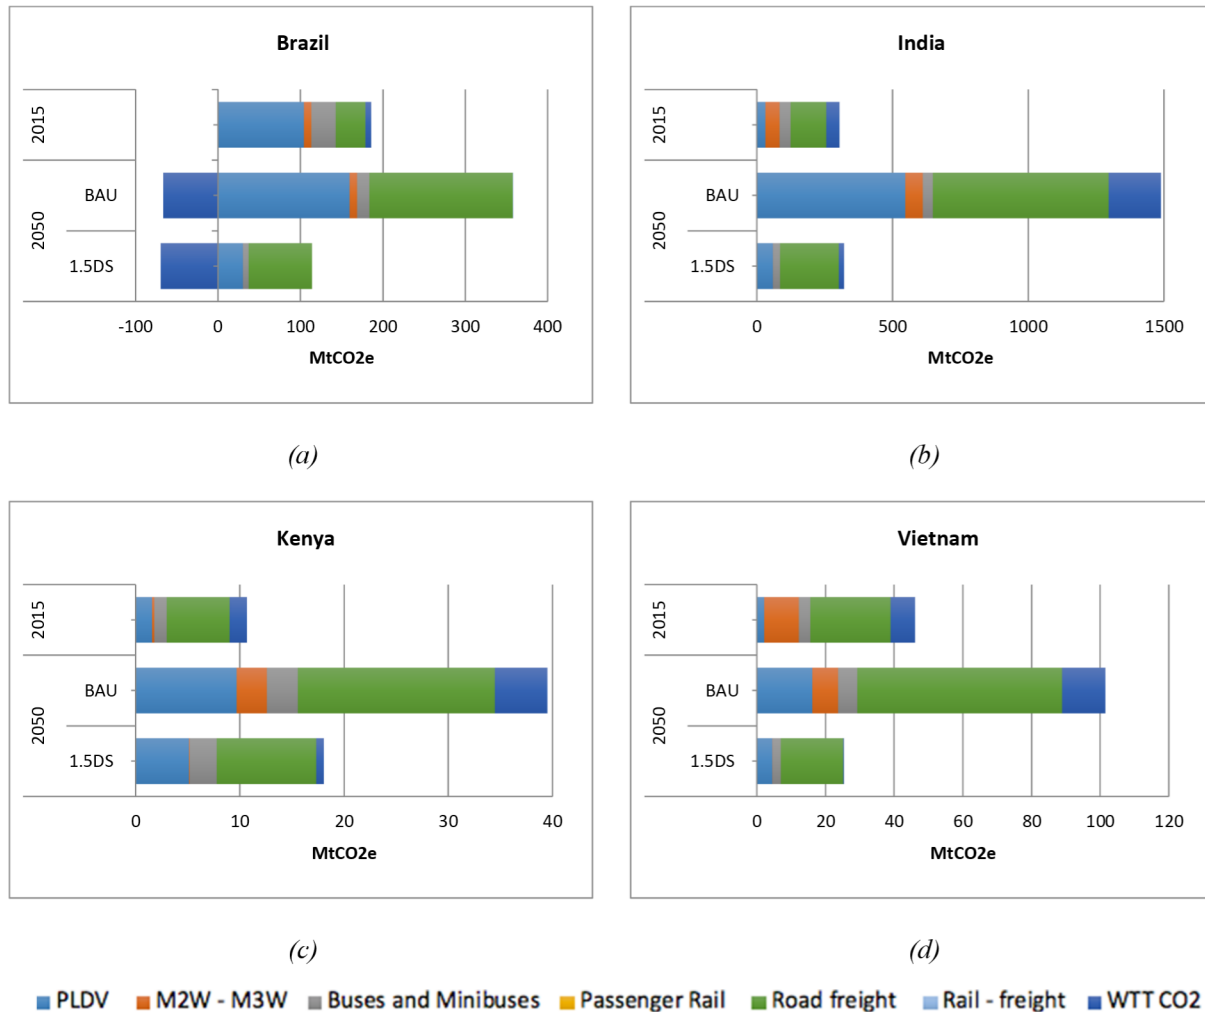 Brazil
2015
BAU
2050
1.5DS
-100 0 100 200 300 400
MtCO2e
(a)
India
2015
BAU
2050
1.5DS
0 500 1000 1500
MtCO2e
(b)
Kenya
2015
BAU
2050
1.5DS
0 10 20 30 40
MtCO2e
(c)
Vietnam
2015
BAU
2050
1.5DS
0 20 40 60 80 100 120
MtCO2e
(d)
PLDV M2W - M3W Buses and Minibuses Passenger Rail Road freight Rail - freight WTT CO2